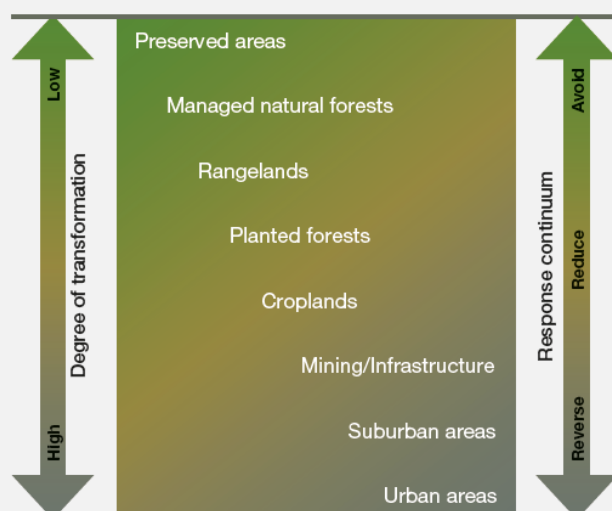 Low
Degree of transformation
High
Preserved areas
Managed natural forests
Rangelands
Planted forests
Croplands
Mining/Infrastructure
Suburban areas
Urban areas
Avoid
Response continuum
Reduce
Reverse